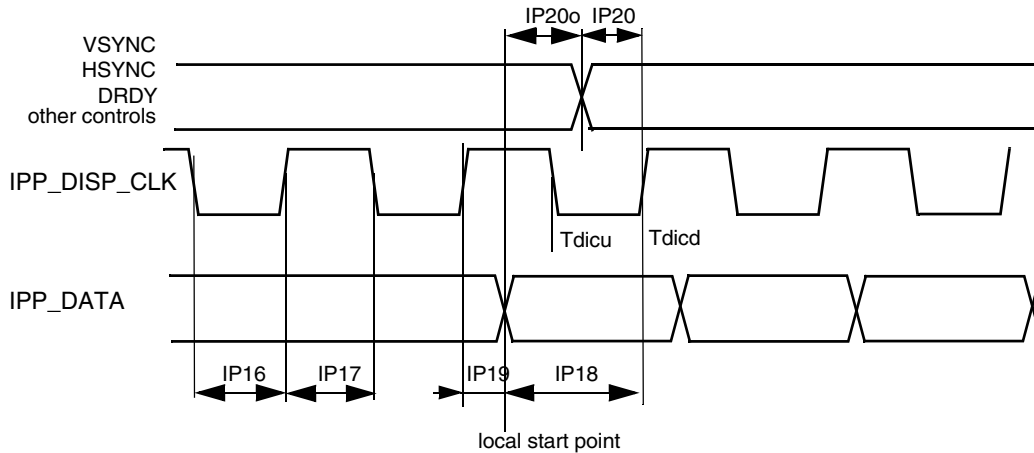 IP20o IP20
VSYNC
HSYNC
DRDY
other controls
IPP_DISP_CLK
Tdicu Tdicd
IPP_DATA
IP16 IP17 IP19 IP18
local start point